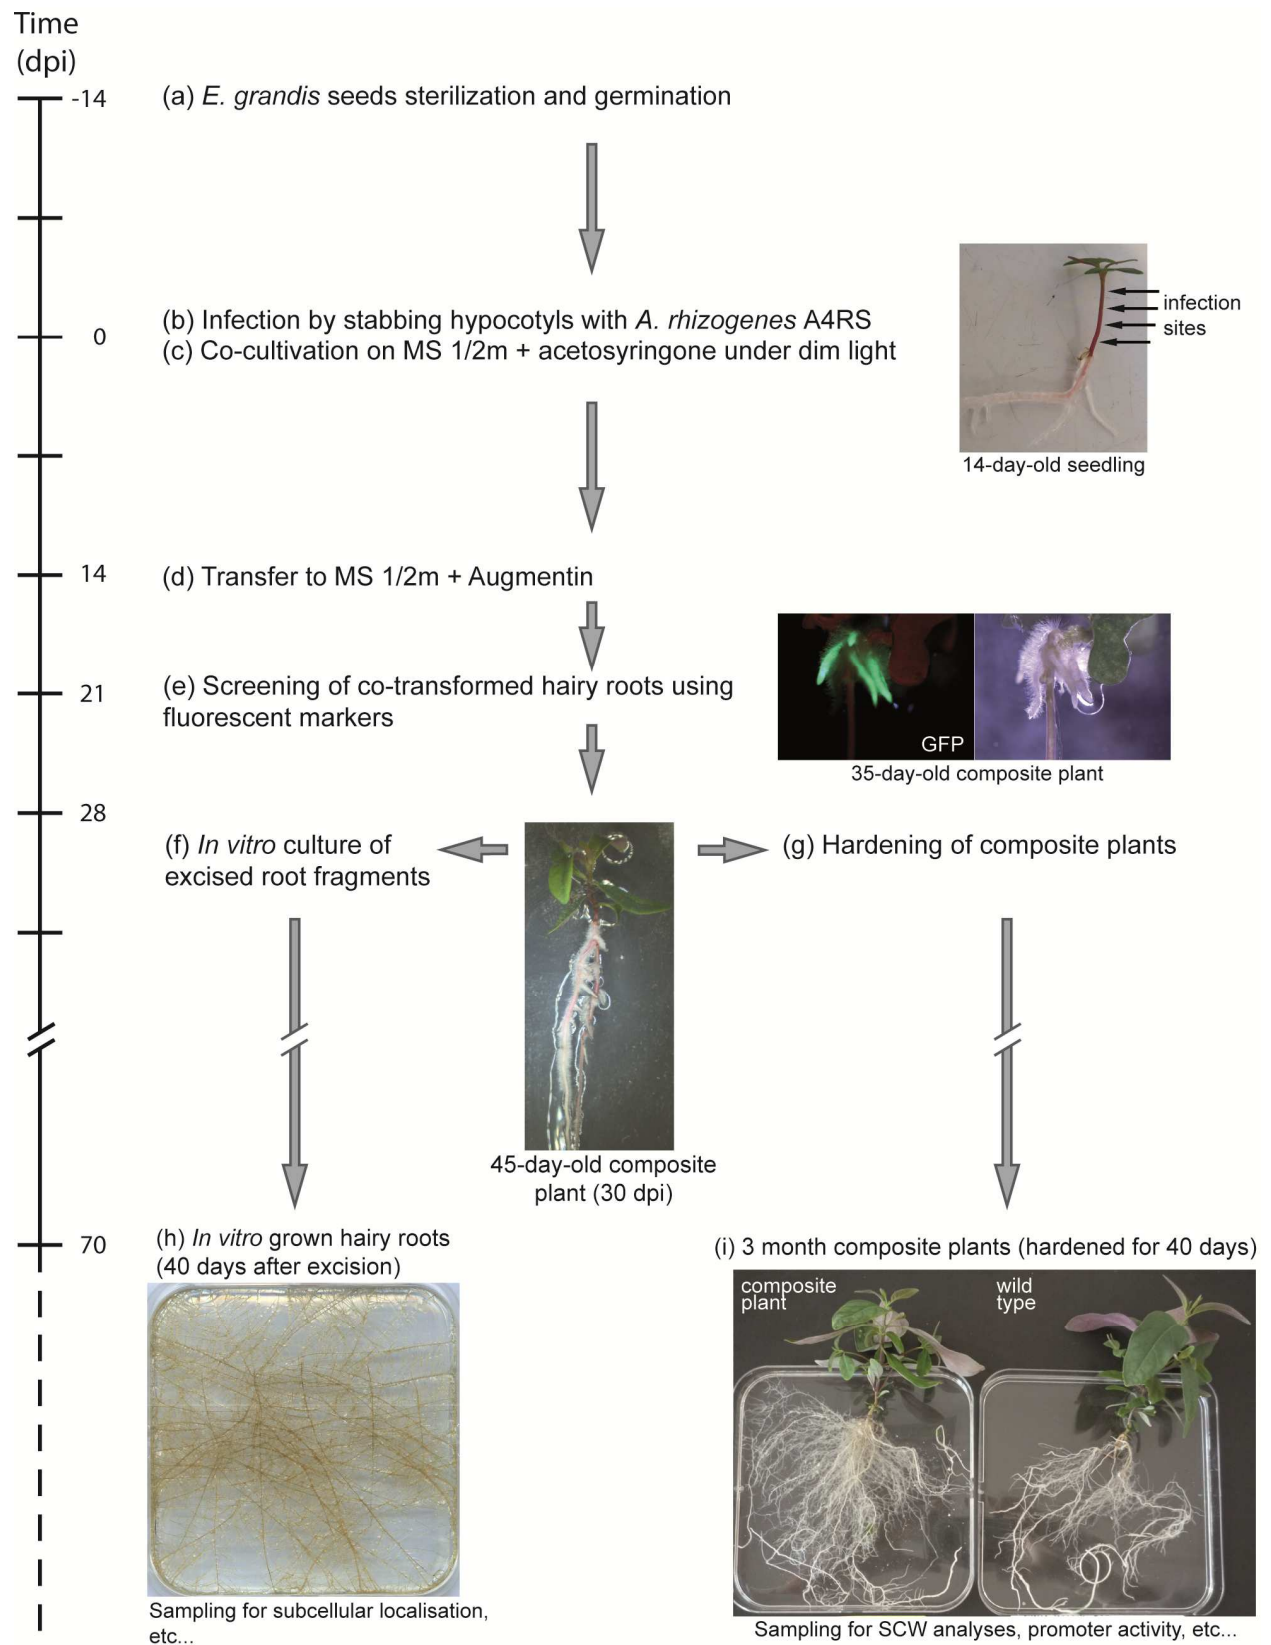 Time
(dpi)
-14
(a) E. grandis seeds sterilization and germination
0
(b) Infection by stabbing hypocotyls with A. rhizogenes A4RS
(c) Co-cultivation on MS 1/2m + acetosyringone under dim light
infection
sites
14-day-old seedling
14
(d) Transfer to MS 1/2m + Augmentin
21
(e) Screening of co-transformed hairy roots using
fluorescent markers
GFP
35-day-old composite plant
28
(f) In vitro culture of
excised root fragments
(g) Hardening of composite plants
45-day-old composite
plant (30 dpi)
70
(h) In vitro grown hairy roots
(40 days after excision)
(i) 3 month composite plants (hardened for 40 days)
composite
plant
wild
type
Sampling for subcellular localisation,
etc...
Sampling for SCW analyses, promoter activity, etc...